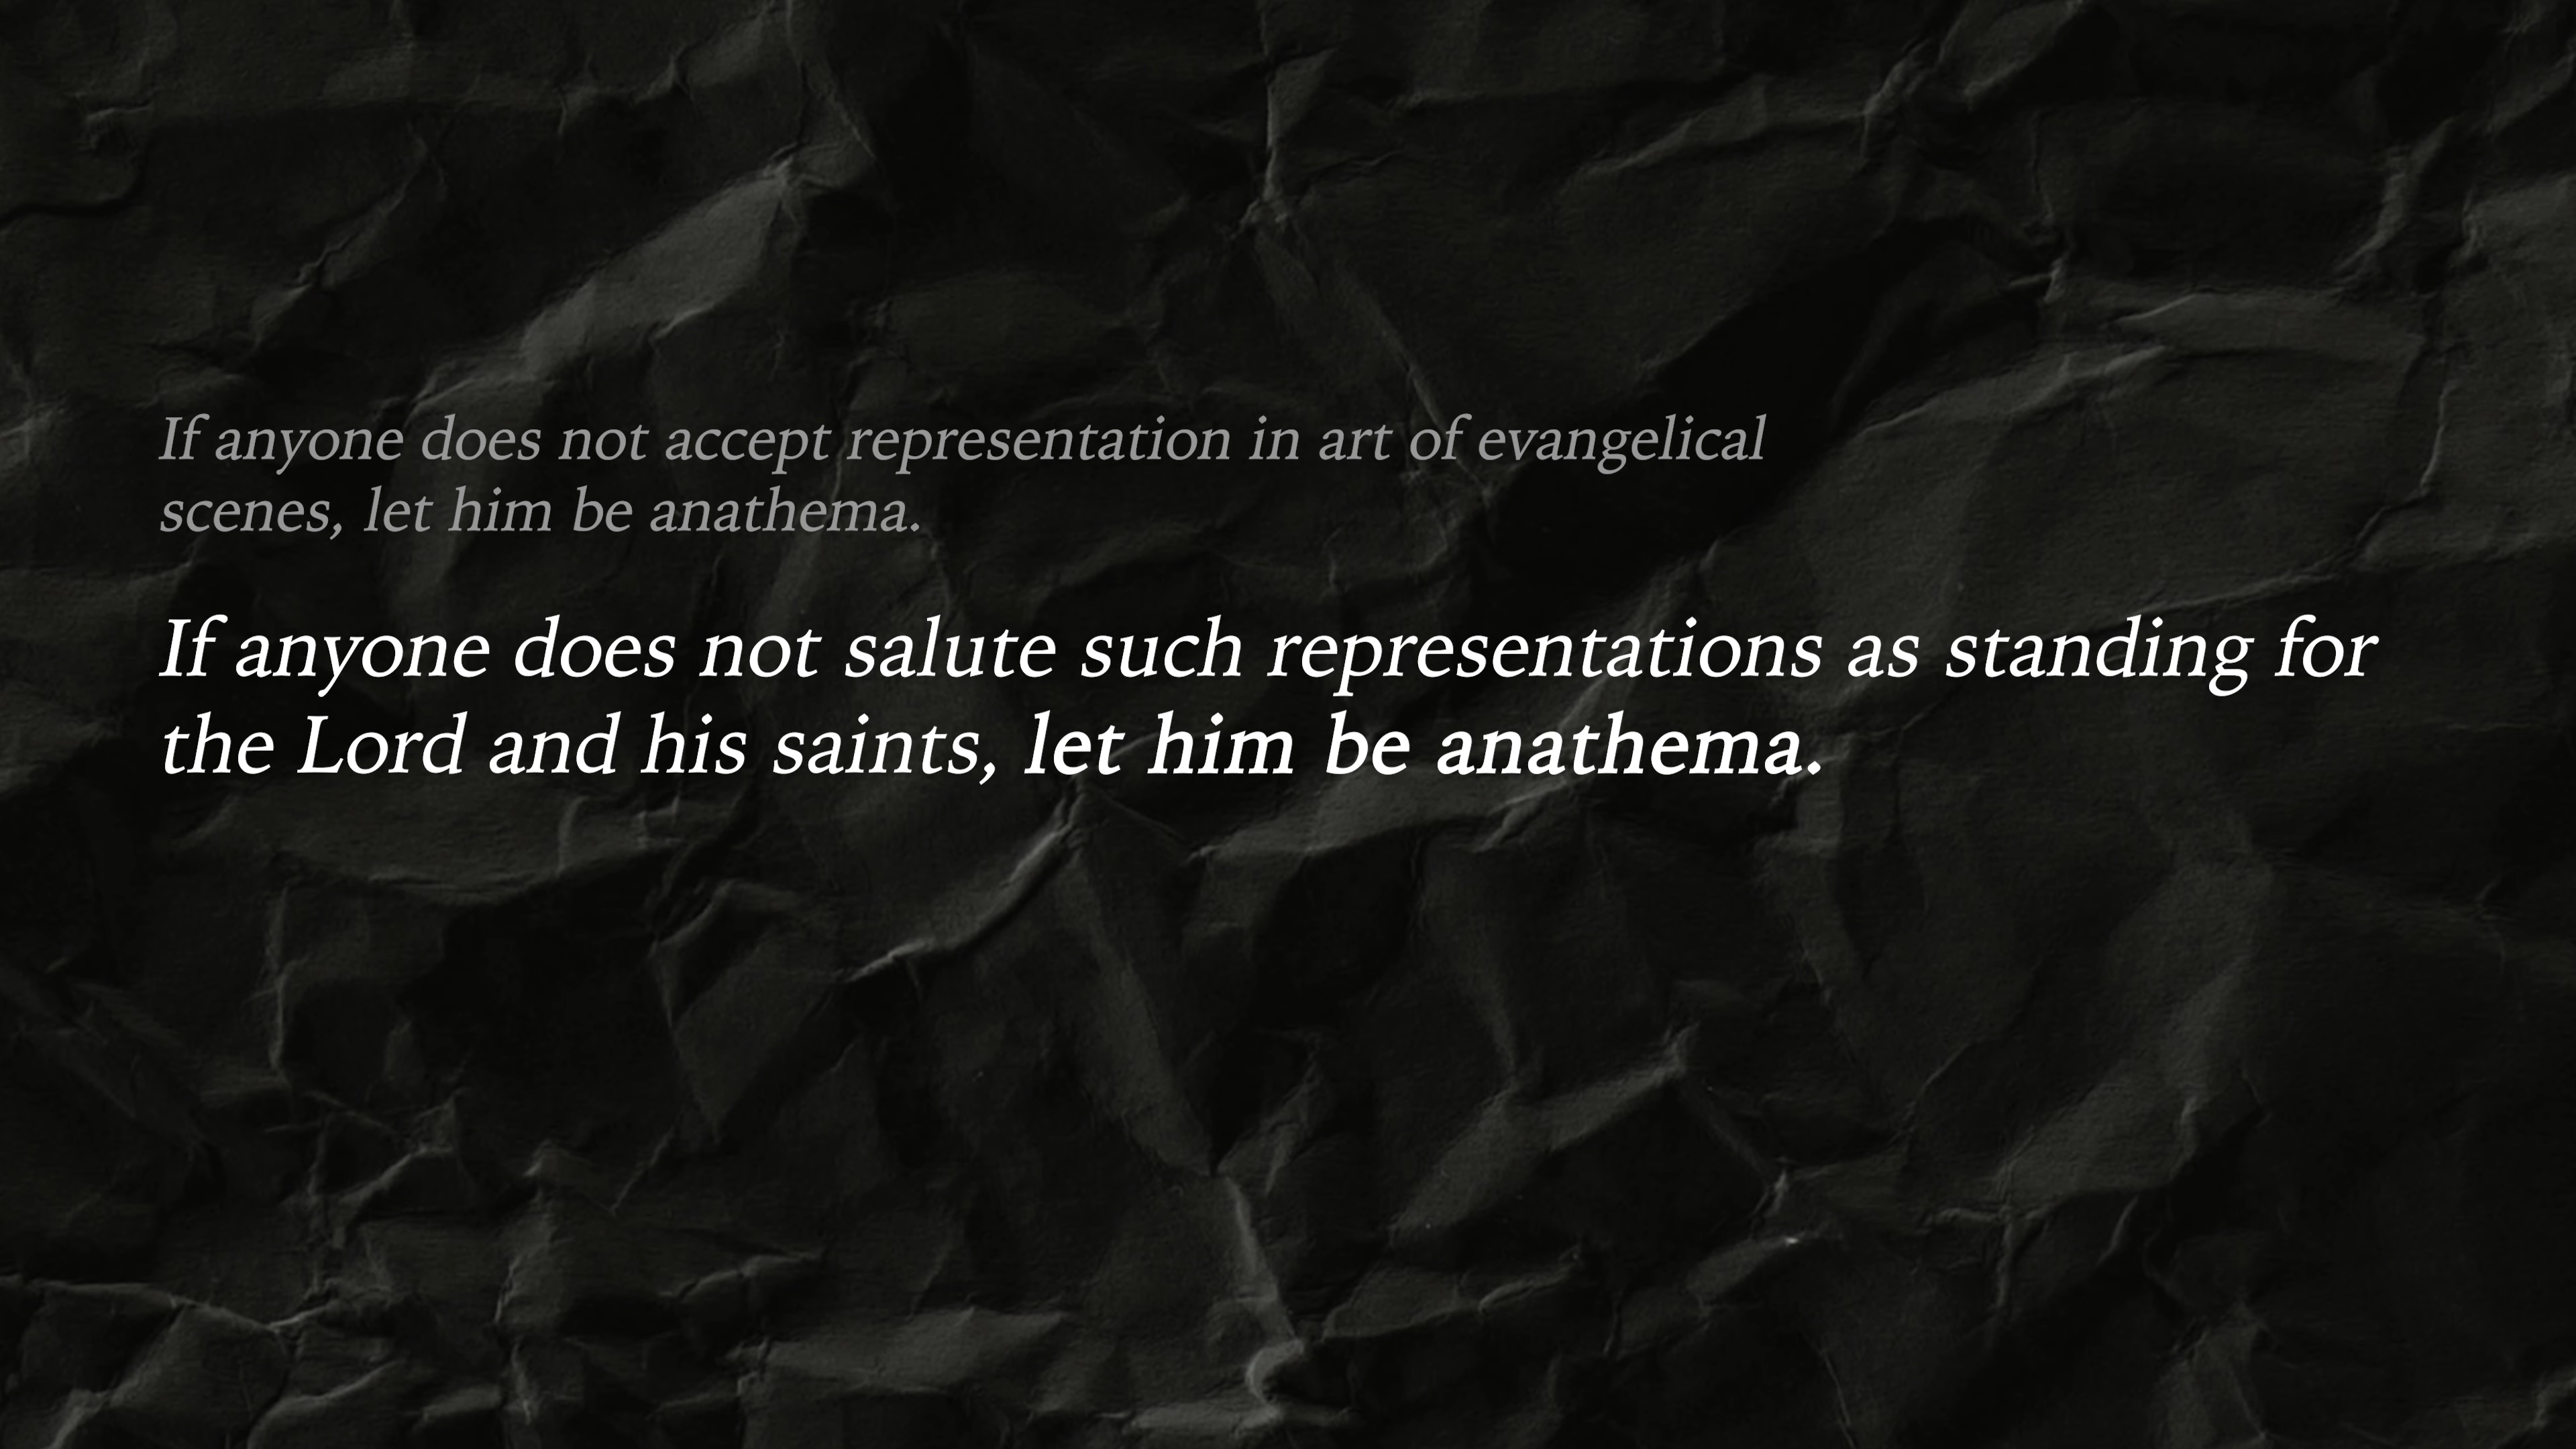 If anyone does not accept representation in art of evangelical
scenes, let him be anathema.
If anyone does not salute such representations as standing for
the Lord and his saints, let him be anathema.